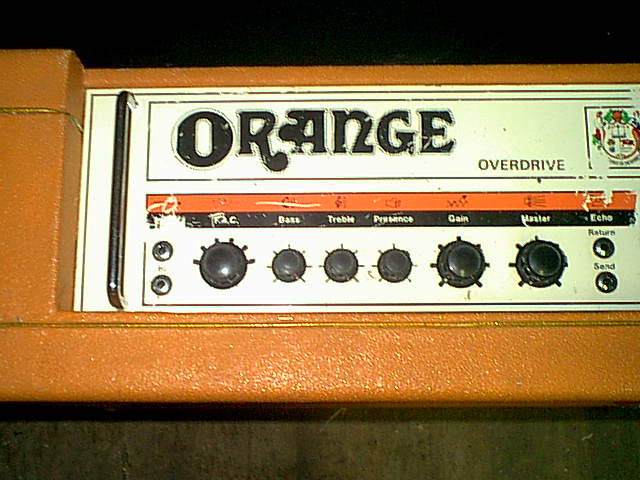 ORANGE
OVERDRIVE
F.A.C. Bass Treble Presence Gain Master Echo
Return
Send